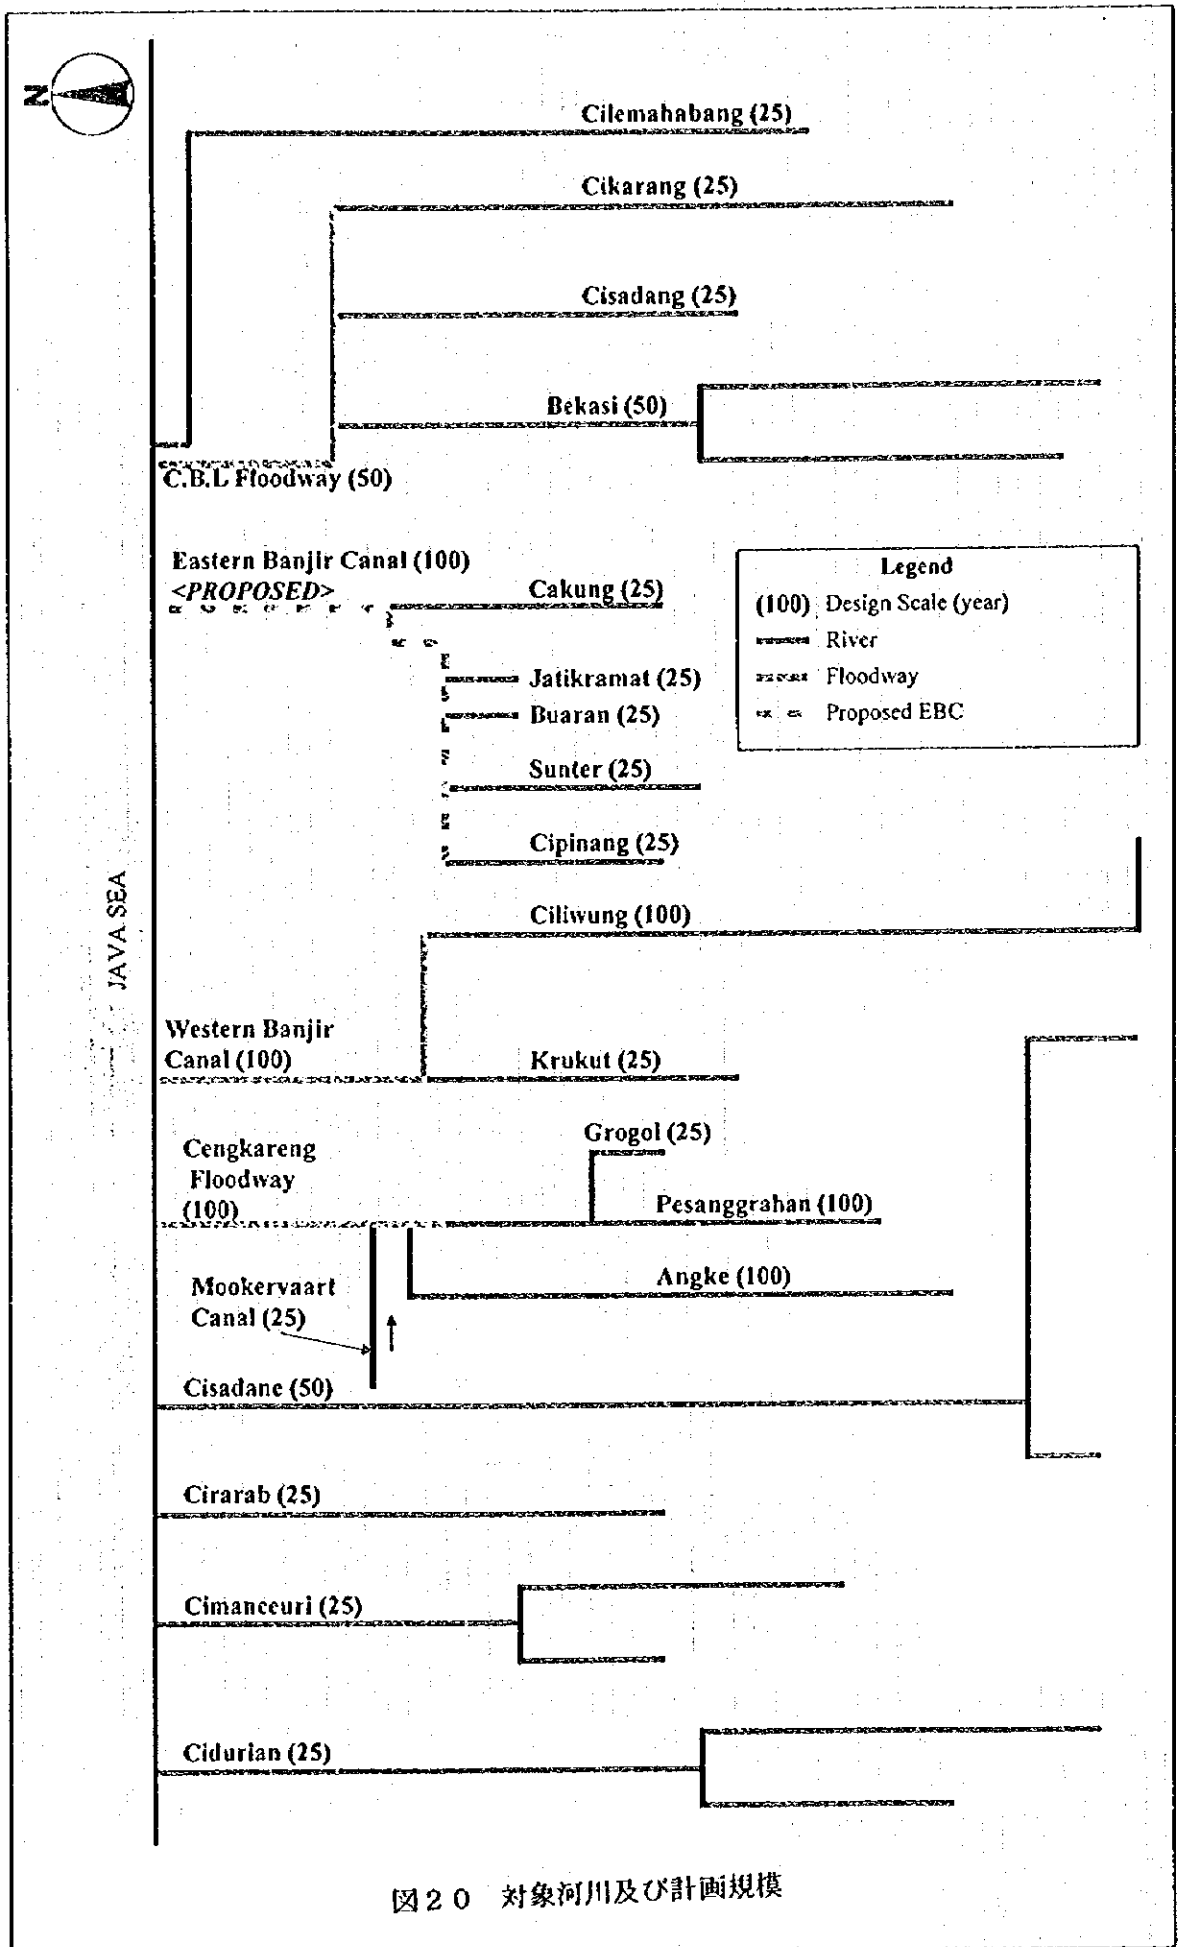 N
Cilemahabang (25)
Cikarang (25)
Cisadang (25)
Bekasi (50)
C.B.L Floodway (50)
Eastern Banjir Canal (100)
<PROPOSED>
Cakung (25)
Legend
(100) Design Scale (year)
River
Floodway
Proposed EBC
Jatikramat (25)
Buaran (25)
Sunter (25)
Cipinang (25)
Ciliwung (100)
JAVA SEA
Western Banjir
Canal (100)
Krukut (25)
Grogol (25)
Cengkareng
Floodway
(100)
Pesanggrahan (100)
Angke (100)
Mookervaart
Canal (25)
Cisadane (50)
Cirarab (25)
Cimanceuri (25)
Cidurian (25)
図20 対象河川及び計画規模